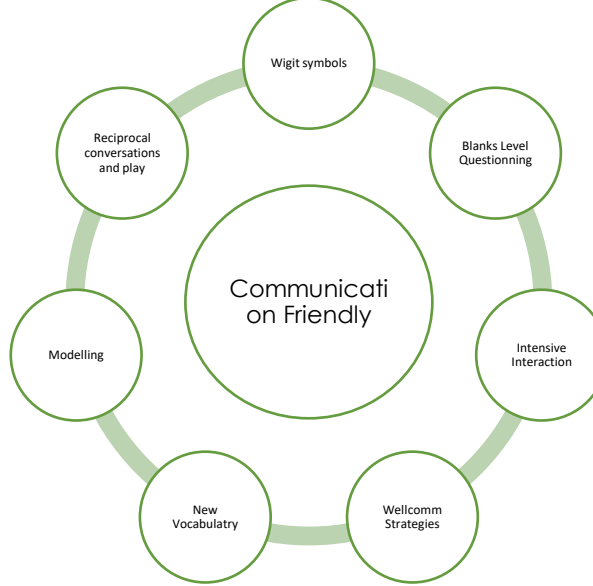 Wigit symbols
Blanks Level
Questionning
Intensive
Interaction
Wellcomm
Strategies
New
Vocabulatry
Modelling
Reciprocal
conversations
and play
Communicati
on Friendly